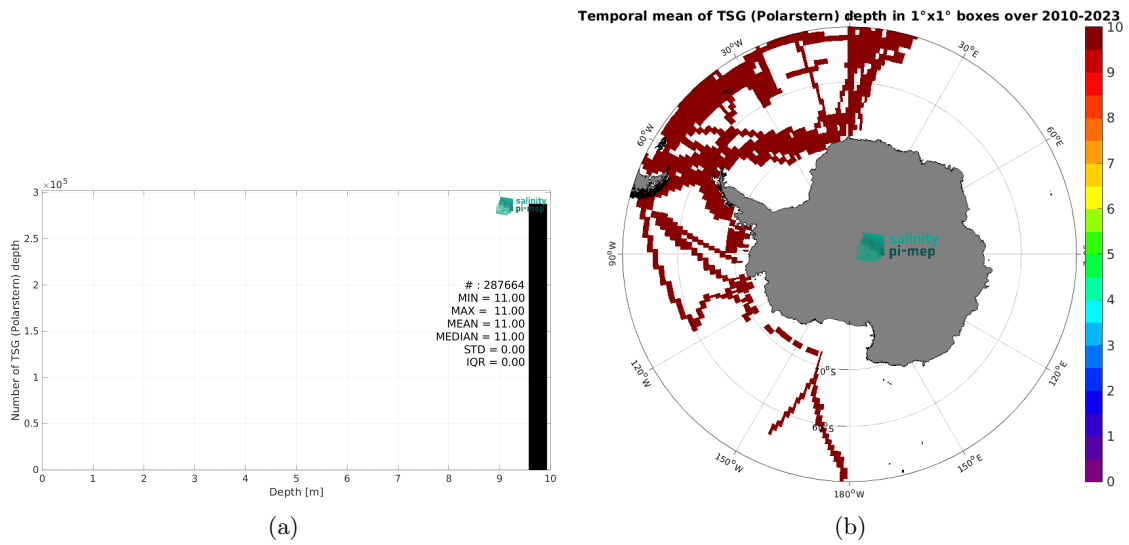 ×10⁵
3
2.5
2
1.5
1
0.5
0
Number of TSG (Polarstern) depth
salinity
pi-mep
# : 287664
MIN = 11.00
MAX = 11.00
MEAN = 11.00
MEDIAN = 11.00
STD = 0.00
IQR = 0.00
0 1 2 3 4 5 6 7 8 9 10
Depth [m]
(a)
Temporal mean of TSG (Polarstern) depth in 1°x1° boxes over 2010-2023
30°W
30°E
60°W
60°E
90°W
120°W
120°E
150°W
150°E
180°W
70°S
60°S
salinity
pi-mep
10
9
8
7
6
5
4
3
2
1
0
(b)